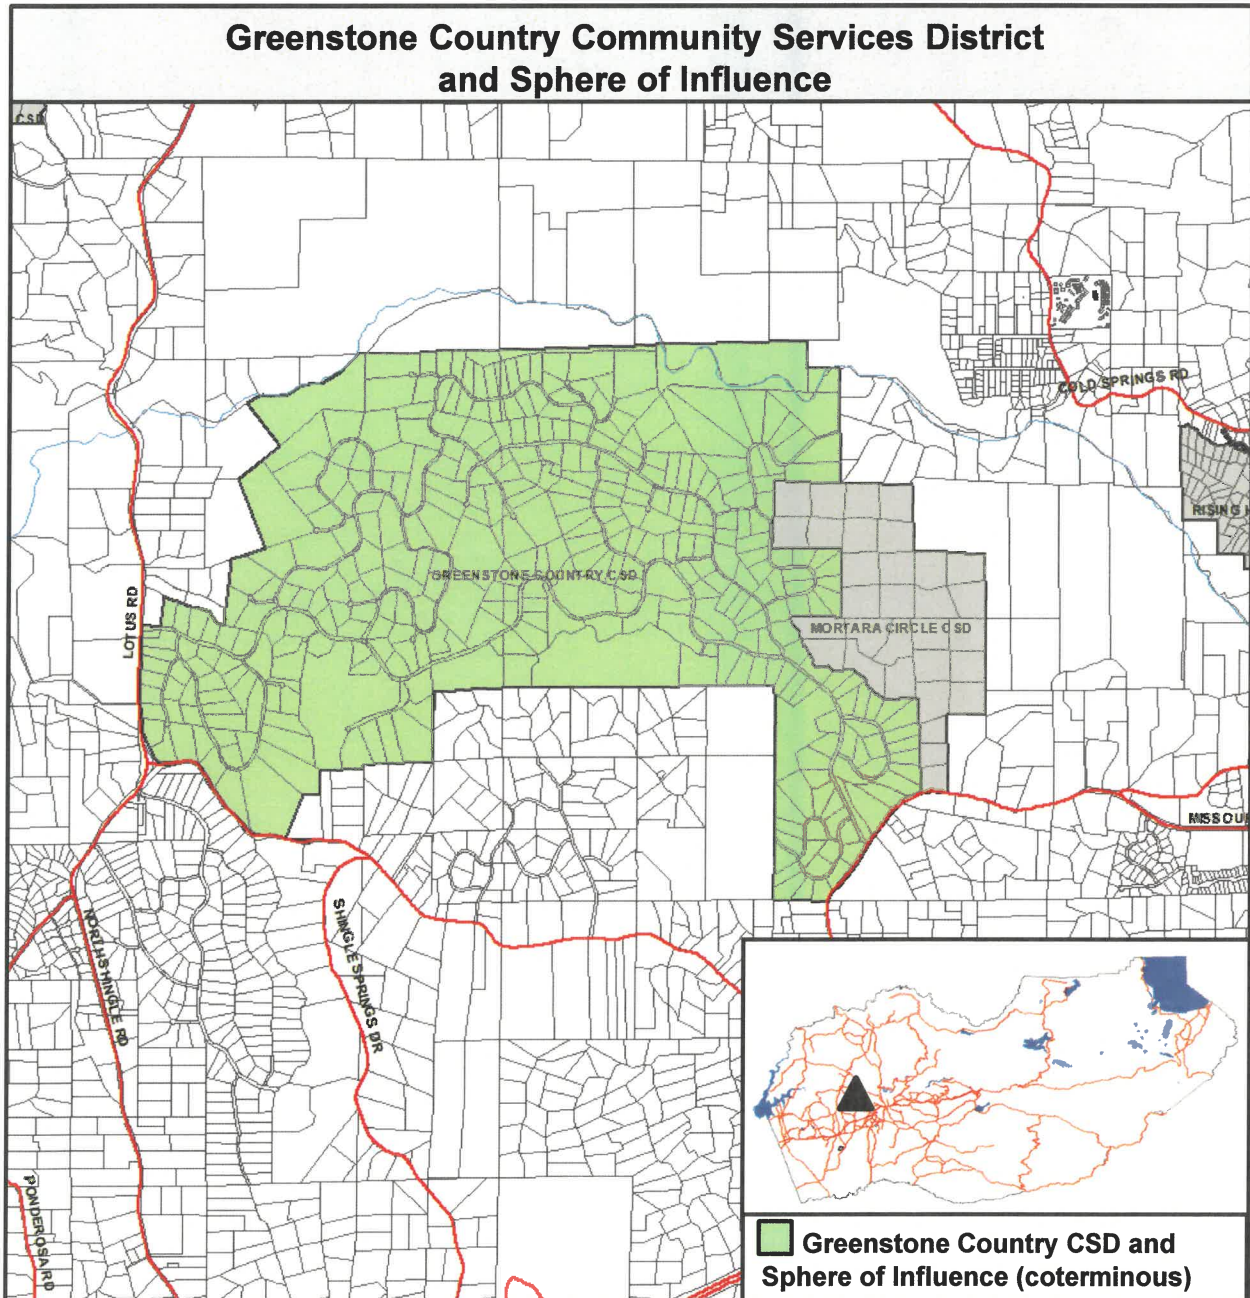 Greenstone Country Community Services District
and Sphere of Influence
CSD
COLD SPRINGS RD
RISING H
GREENSTONE COUNTRY CSD
LOTUS RD
MORTARA CIRCLE CSD
MISSOUR
NORTH SHINGLE RD
SHINGLE SPRINGS DR
PONDEROSA RD
Greenstone Country CSD and
Sphere of Influence (coterminous)